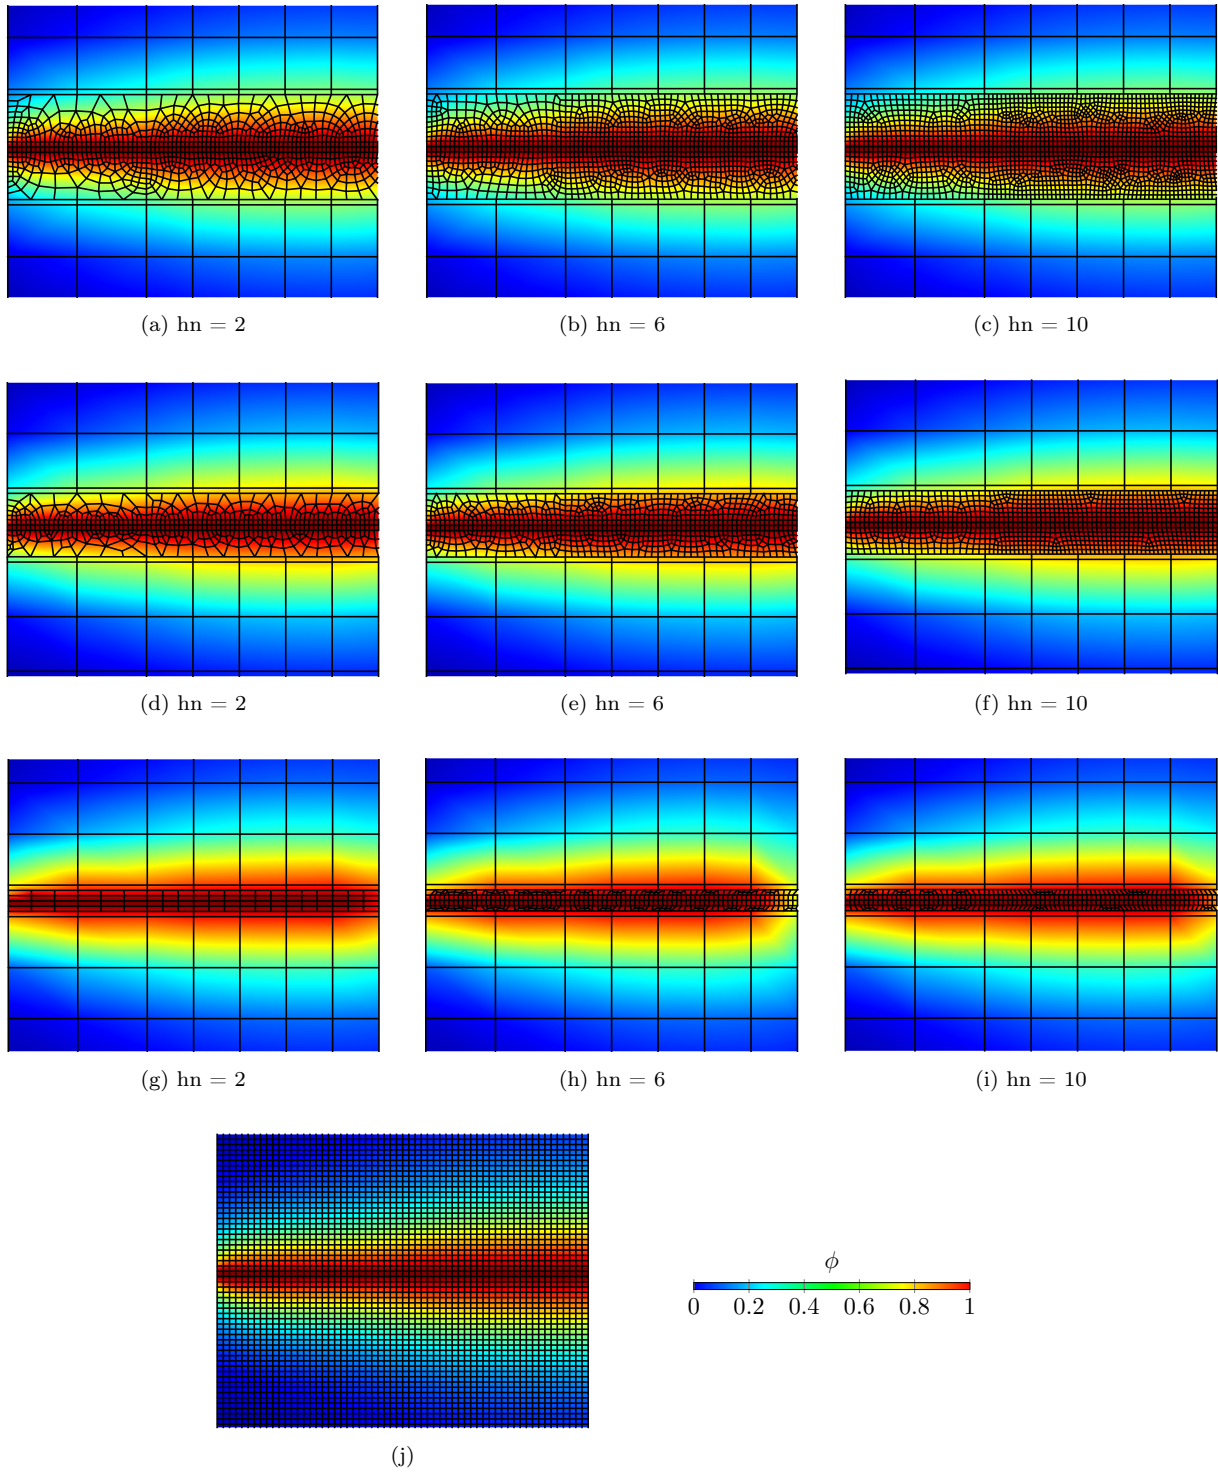 (a) hn = 2
(b) hn = 6
(c) hn = 10
(d) hn = 2
(e) hn = 6
(f) hn = 10
(g) hn = 2
(h) hn = 6
(i) hn = 10
ϕ
0 0.2 0.4 0.6 0.8 1
(j)